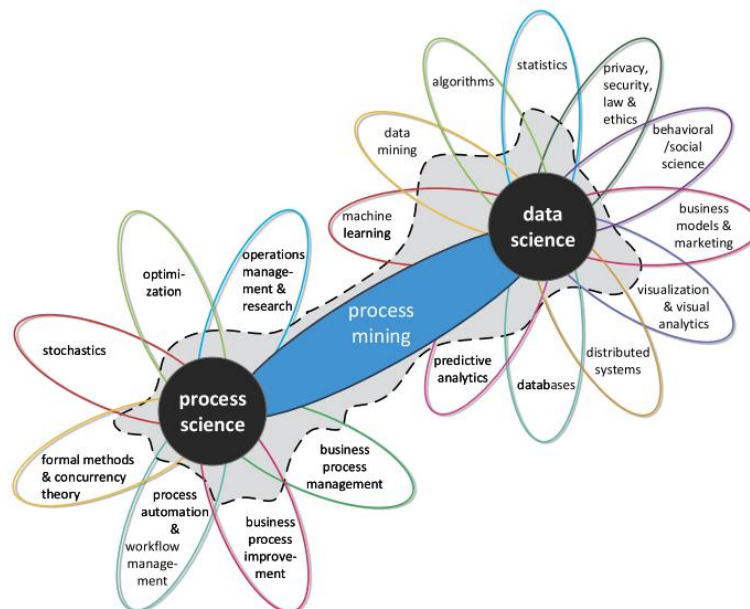 statistics
algorithms
privacy,
security,
law &
ethics
data
mining
behavioral
/social
science
machine
learning
data
science
business
models &
marketing
operations
manage-
ment &
research
optimi-
zation
process
mining
visualization
& visual
analytics
stochastics
predictive
analytics
databases
distributed
systems
process
science
formal methods
& concurrency
theory
business
process
management
process
automation
&
workflow
manage-
ment
business
process
improve-
ment